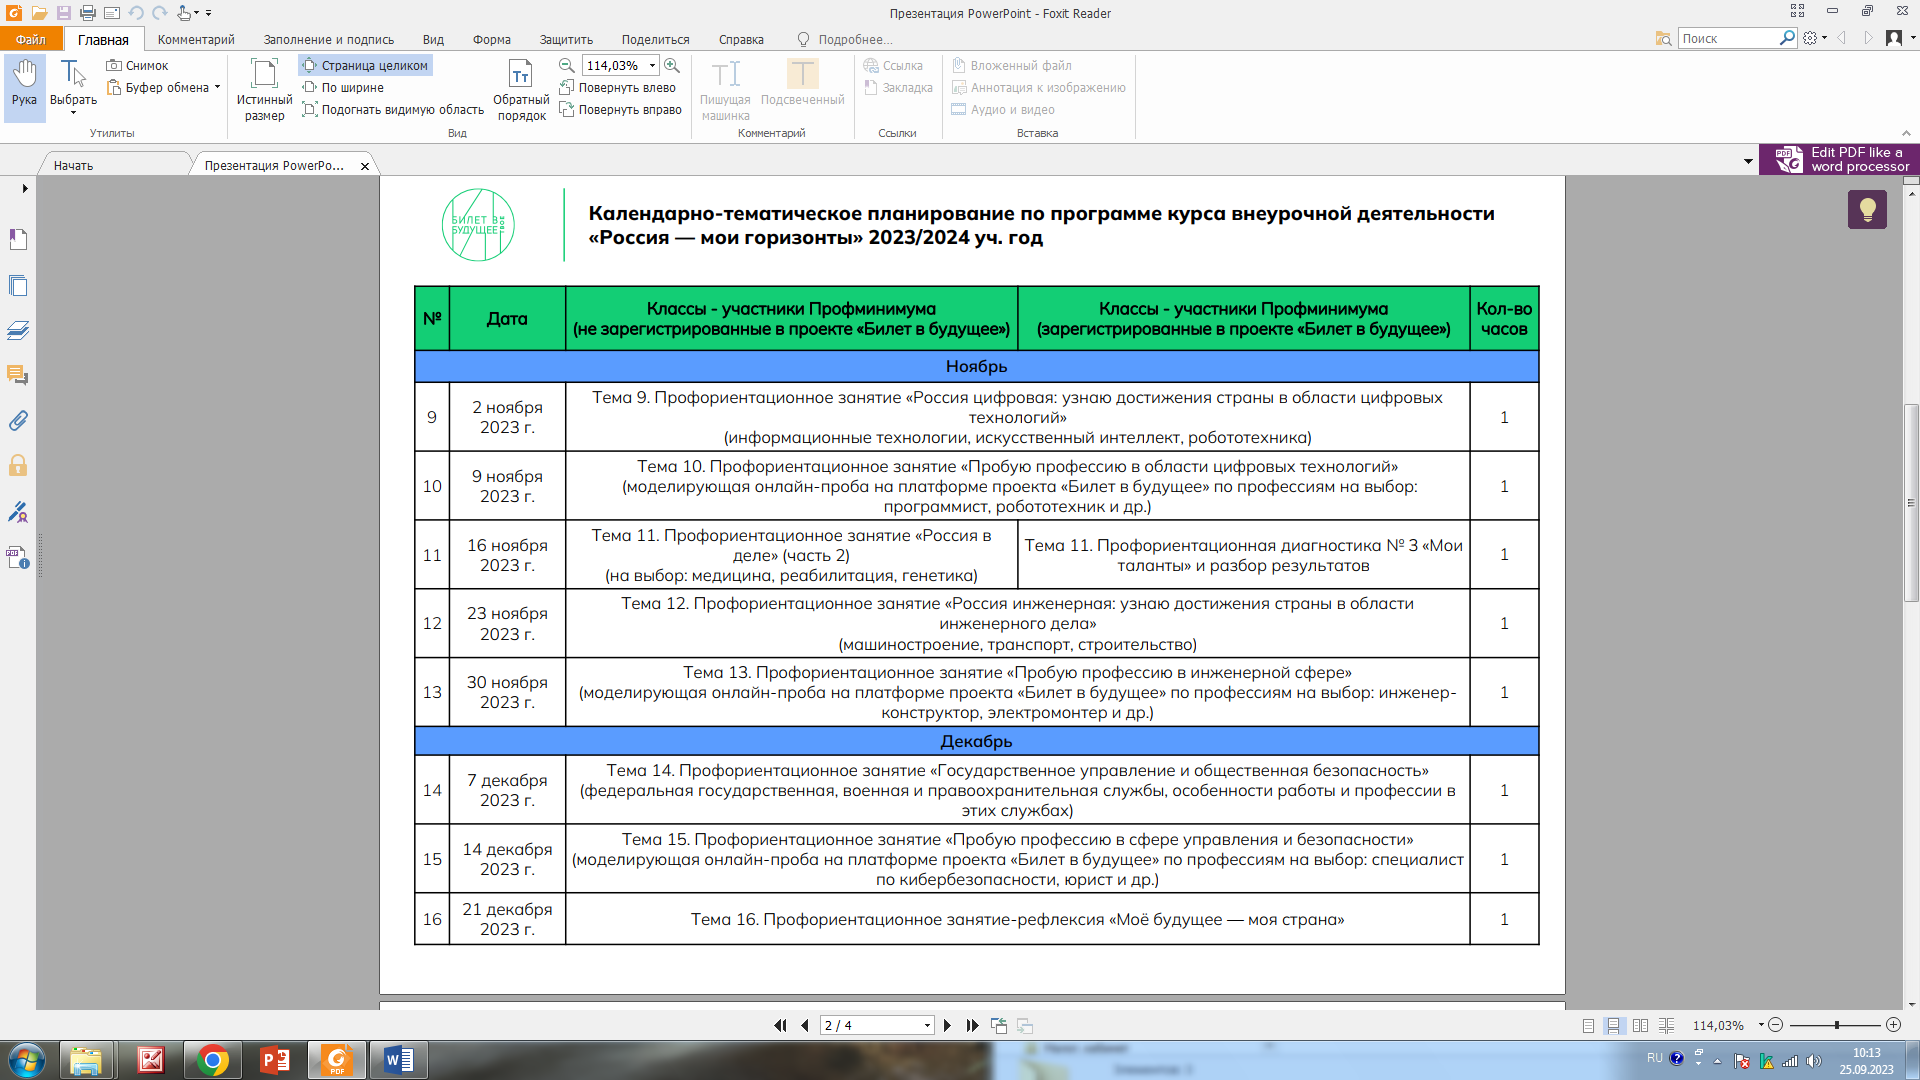 Презентация PowerPoint - Foxit Reader
Файл
Главная
Комментарий
Заполнение и подпись
Вид
Форма
Защитить
Поделиться
Справка
Подробнее...
Поиск
Рука
Выбрать
Снимок
Буфер обмена
Утилиты
Истинный
размер
Страница целиком
По ширине
Подогнать видимую область
Обратный
порядок
114,03%
Повернуть влево
Повернуть вправо
Вид
Пишущая
машинка
Подсвеченный
Комментарий
Ссылка
Закладка
Ссылки
Вложенный файл
Аннотация к изображению
Аудио и видео
Вставка
Начать
Презентация PowerPo...
Edit PDF like a
word processor
БИЛЕТ В
БУДУЩЕЕ
Календарно-тематическое планирование по программе курса внеурочной деятельности
«Россия — мои горизонты» 2023/2024 уч. год
№
Дата
Классы - участники Профминимума
(не зарегистрированные в проекте «Билет в будущее»)
Классы - участники Профминимума
(зарегистрированные в проекте «Билет в будущее»)
Кол-во
часов
Ноябрь
9
2 ноября
2023 г.
Тема 9. Профориентационное занятие «Россия цифровая: узнаю достижения страны в области цифровых
технологий»
(информационные технологии, искусственный интеллект, робототехника)
1
10
9 ноября
2023 г.
Тема 10. Профориентационное занятие «Пробую профессию в области цифровых технологий»
(моделирующая онлайн-проба на платформе проекта «Билет в будущее» по профессиям на выбор:
программист, робототехник и др.)
1
11
16 ноября
2023 г.
Тема 11. Профориентационное занятие «Россия в
деле» (часть 2)
(на выбор: медицина, реабилитация, генетика)
Тема 11. Профориентационная диагностика № 3 «Мои
таланты» и разбор результатов
1
12
23 ноября
2023 г.
Тема 12. Профориентационное занятие «Россия инженерная: узнаю достижения страны в области
инженерного дела»
(машиностроение, транспорт, строительство)
1
13
30 ноября
2023 г.
Тема 13. Профориентационное занятие «Пробую профессию в инженерной сфере»
(моделирующая онлайн-проба на платформе проекта «Билет в будущее» по профессиям на выбор: инженер-
конструктор, электромонтер и др.)
1
Декабрь
14
7 декабря
2023 г.
Тема 14. Профориентационное занятие «Государственное управление и общественная безопасность»
(федеральная государственная, военная и правоохранительная службы, особенности работы и профессии в
этих службах)
1
15
14 декабря
2023 г.
Тема 15. Профориентационное занятие «Пробую профессию в сфере управления и безопасности»
(моделирующая онлайн-проба на платформе проекта «Билет в будущее» по профессиям на выбор: специалист
по кибербезопасности, юрист и др.)
1
16
21 декабря
2023 г.
Тема 16. Профориентационное занятие-рефлексия «Моё будущее — моя страна»
1
2 / 4
114,03%
RU
10:13
25.09.2023